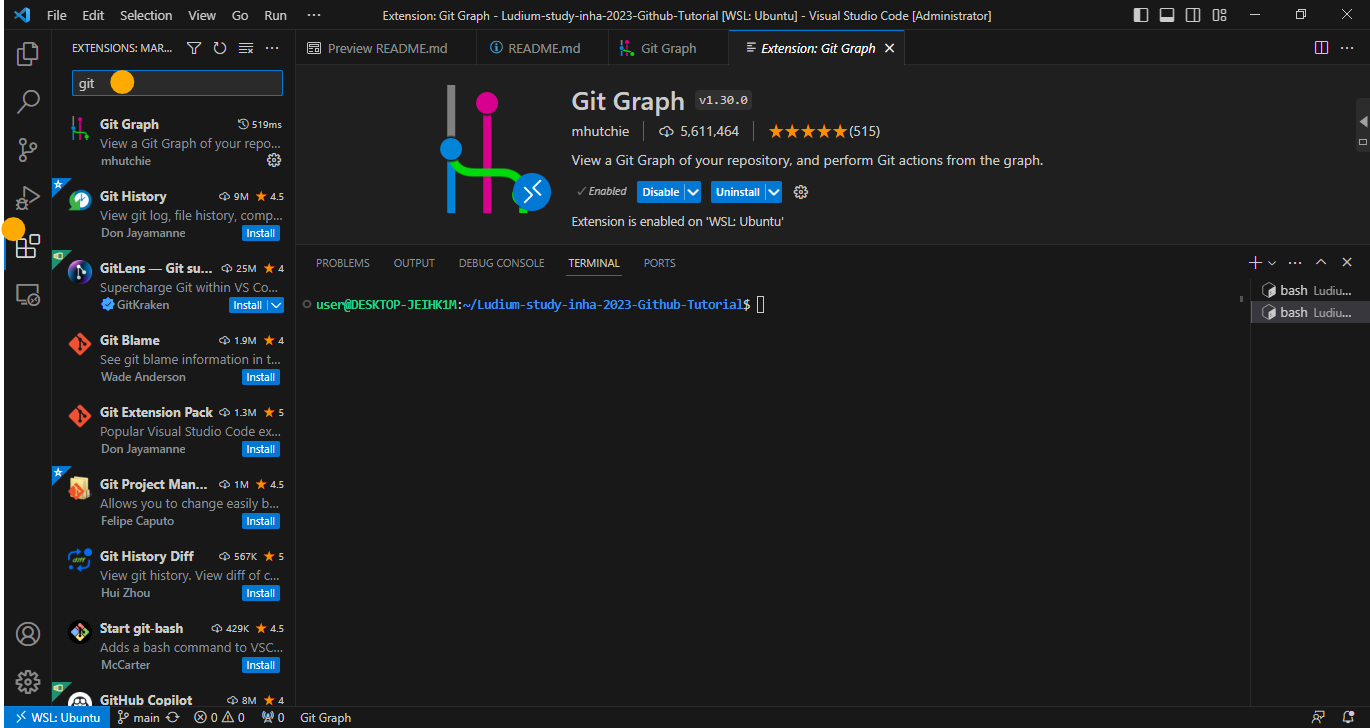 File Edit Selection View Go Run ··· Extension: Git Graph - Ludium-study-inha-2023-Github-Tutorial [WSL: Ubuntu] - Visual Studio Code [Administrator]
EXTENSIONS: MAR...
git
Git Graph 519ms
View a Git Graph of your repo...
mhutchie
Git History 9M ★ 4.5
View git log, file history, comp...
Don Jayamanne Install
GitLens — Git su... 25M ★ 4
Supercharge Git within VS Co...
GitKraken Install
Git Blame 1.9M ★ 4
See git blame information in t...
Wade Anderson Install
Git Extension Pack 1.3M ★ 5
Popular Visual Studio Code ex...
Don Jayamanne Install
Git Project Man... 1M ★ 4.5
Allows you to change easily b...
Felipe Caputo Install
diff
Git History Diff 567K ★ 5
View git history. View diff of c...
Hui Zhou Install
Start git-bash 429K ★ 4.5
Adds a bash command to VSC...
McCarter Install
GitHub Copilot 8M ★ 4
Preview README.md README.md Git Graph Extension: Git Graph
Git Graph v1.30.0
mhutchie 5,611,464 ★★★★★(515)
View a Git Graph of your repository, and perform Git actions from the graph.
✓Enabled Disable Uninstall
Extension is enabled on 'WSL: Ubuntu'
PROBLEMS OUTPUT DEBUG CONSOLE TERMINAL PORTS
user@DESKTOP-JEIHK1M:~/Ludium-study-inha-2023-Github-Tutorial$
bash Ludiu...
bash Ludiu...
WSL: Ubuntu main 0 0 0 Git Graph